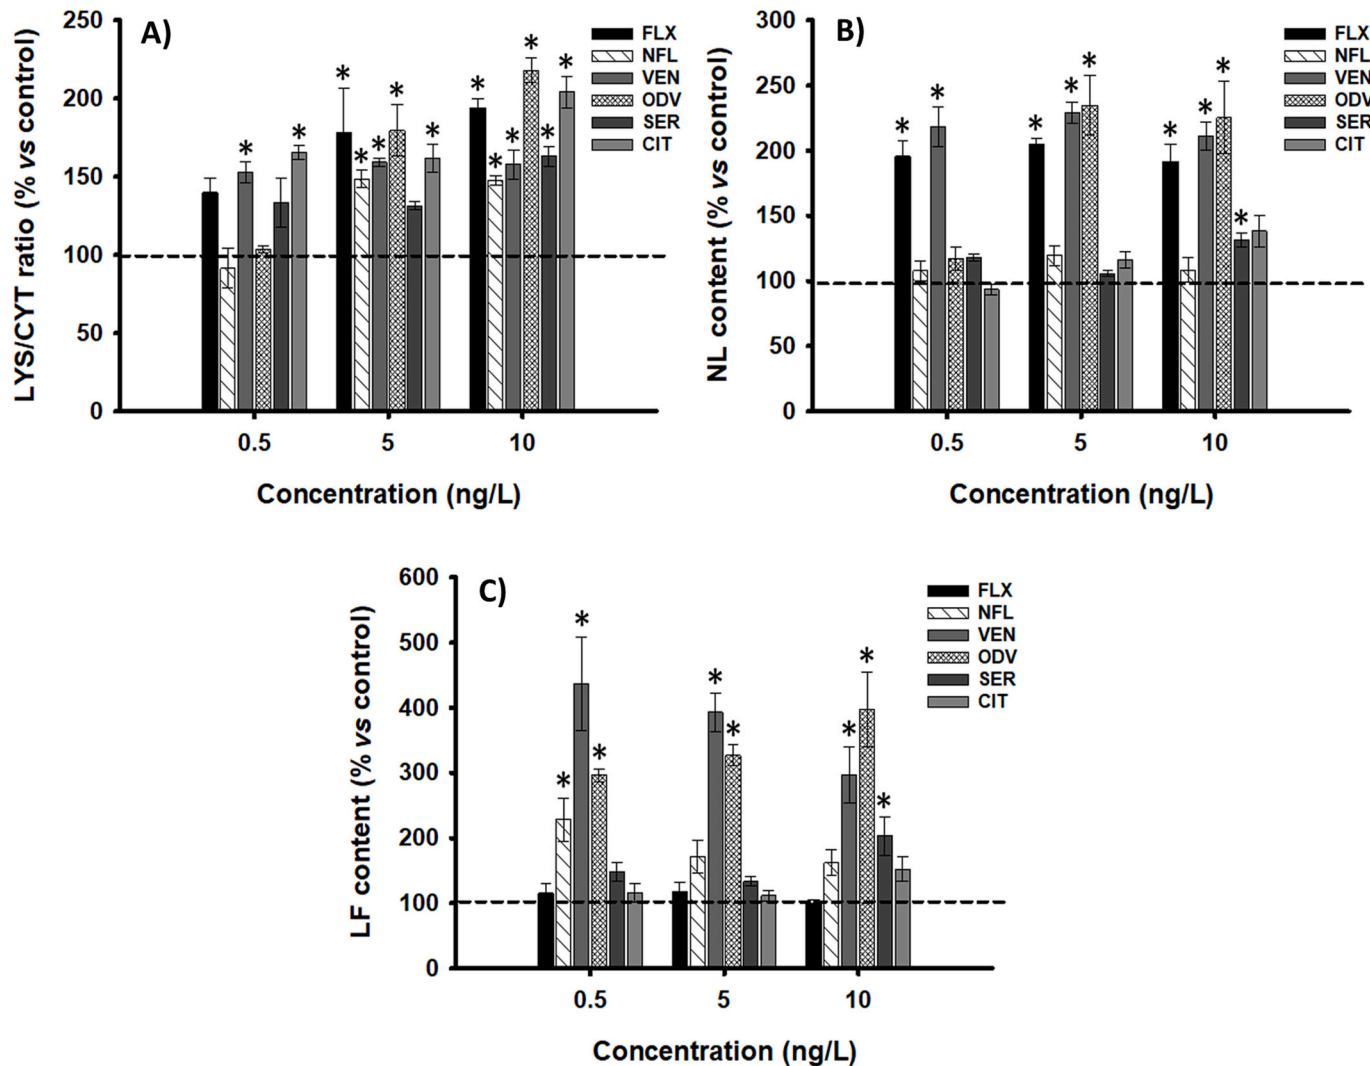 A)
LYS/CYT ratio (% vs control)
250
200
150
100
50
0
* * * * * * * * * * * * *
FLX
NFL
VEN
ODV
SER
CIT
0.5 5 10
Concentration (ng/L)
B)
NL content (% vs control)
300
250
200
150
100
50
0
* * * * * * * * *
FLX
NFL
VEN
ODV
SER
CIT
0.5 5 10
Concentration (ng/L)
C)
LF content (% vs control)
600
500
400
300
200
100
0
* * * * * * * *
FLX
NFL
VEN
ODV
SER
CIT
0.5 5 10
Concentration (ng/L)